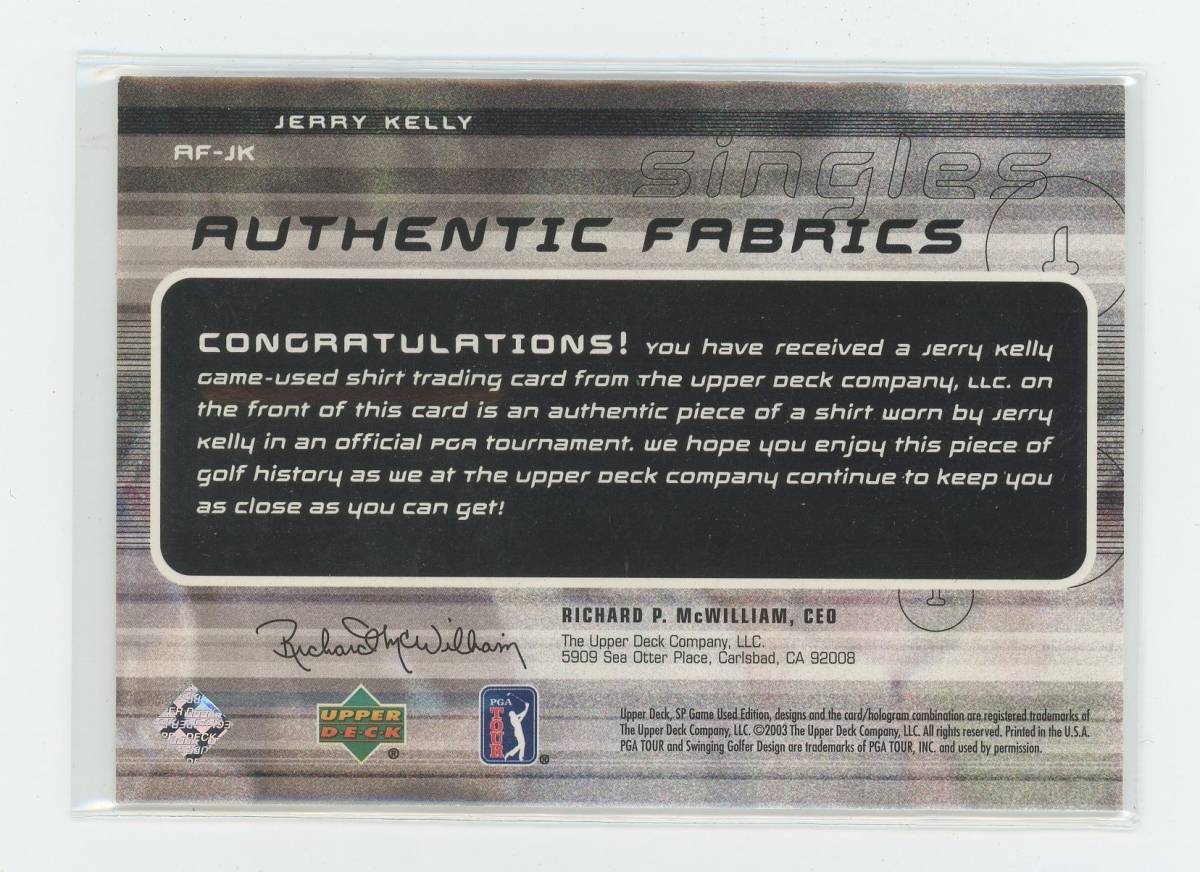 JERRY KELLY
AF-JK
singles
AUTHENTIC FABRICS
CONGRATULATIONS! You have received a Jerry Kelly
Game-used shirt trading card from The Upper Deck Company, LLC. On
the front of this card is an authentic piece of a shirt worn by Jerry
Kelly in an official PGA tournament. We hope you enjoy this piece of
golf history as we at The Upper Deck Company continue to keep you
as close as you can get!
Richard P. McWilliam
RICHARD P. McWILLIAM, CEO
The Upper Deck Company, LLC.
5909 Sea Otter Place, Carlsbad, CA 92008
UPPER
DECK
®
PGA
TOUR
®
Upper Deck, SP Game Used Edition, designs and the card/hologram combination are registered trademarks of
The Upper Deck Company, LLC. ©2003 The Upper Deck Company, LLC. All rights reserved. Printed in the U.S.A.
PGA TOUR and Swinging Golfer Design are trademarks of PGA TOUR, INC. and used by permission.